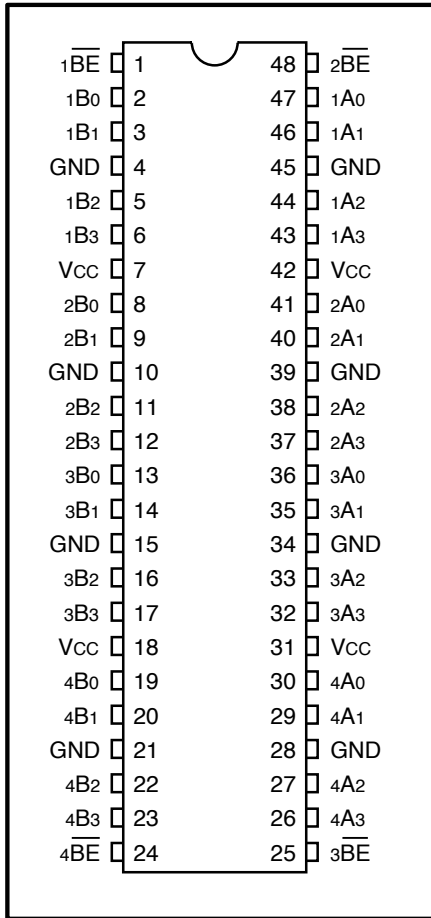 1BE 1 48 2BE
1B0 2 47 1A0
1B1 3 46 1A1
GND 4 45 GND
1B2 5 44 1A2
1B3 6 43 1A3
VCC 7 42 VCC
2B0 8 41 2A0
2B1 9 40 2A1
GND 10 39 GND
2B2 11 38 2A2
2B3 12 37 2A3
3B0 13 36 3A0
3B1 14 35 3A1
GND 15 34 GND
3B2 16 33 3A2
3B3 17 32 3A3
VCC 18 31 VCC
4B0 19 30 4A0
4B1 20 29 4A1
GND 21 28 GND
4B2 22 27 4A2
4B3 23 26 4A3
4BE 24 25 3BE